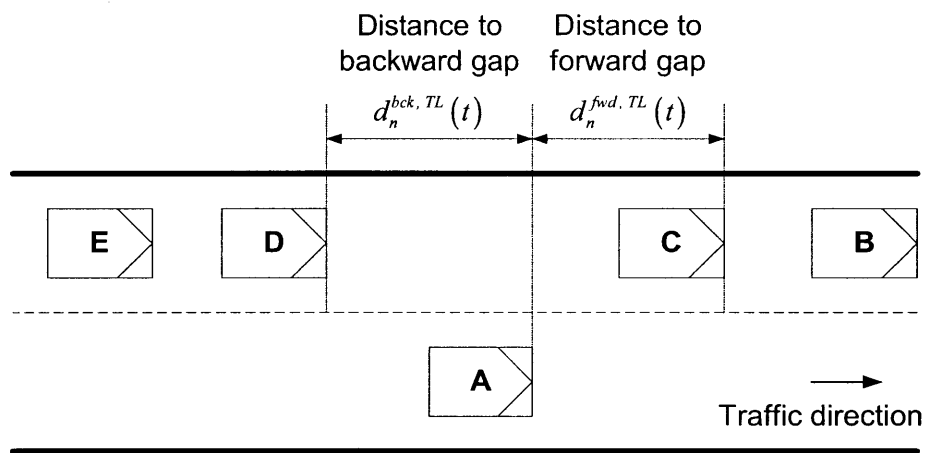 Distance to backward gap
Distance to forward gap
d_n^{bck, TL}(t)
d_n^{fwd, TL}(t)
E D C B
A
Traffic direction